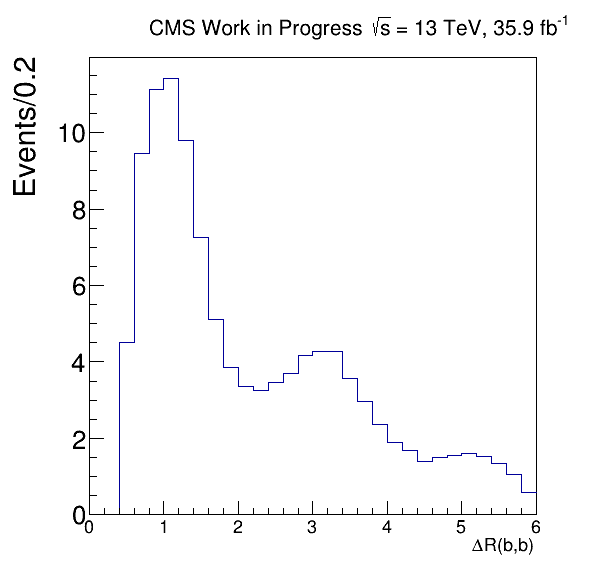 CMS Work in Progress √s = 13 TeV, 35.9 fb⁻¹
Events/0.2
10
8
6
4
2
0
0 1 2 3 4 5 6
ΔR(b,b)